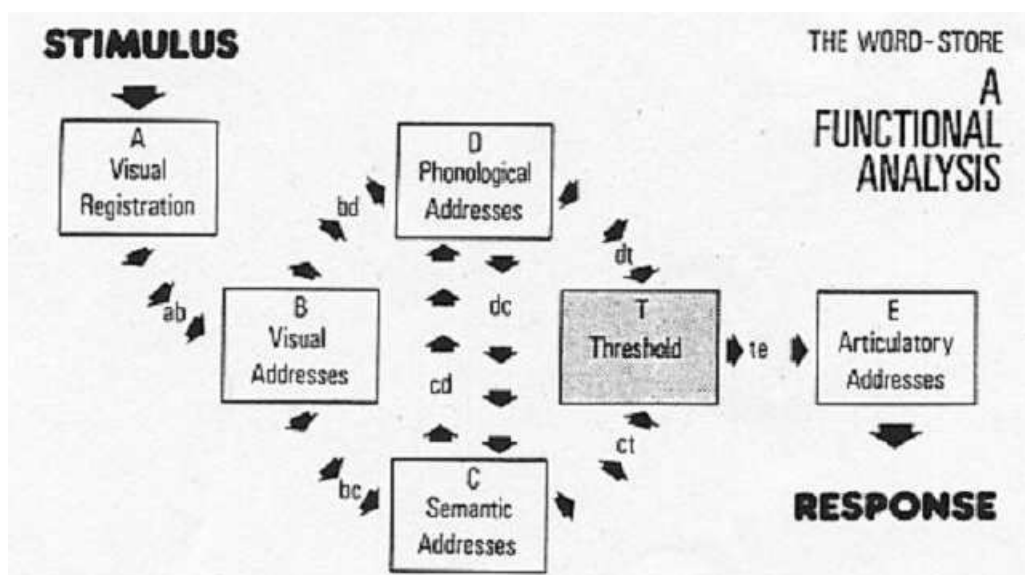 STIMULUS
THE WORD-STORE
A
FUNCTIONAL
ANALYSIS
A
Visual
Registration
D
Phonological
Addresses
bd
dt
ab
B
Visual
Addresses
dc
cd
T
Threshold
te
E
Articulatory
Addresses
bc
ct
C
Semantic
Addresses
RESPONSE